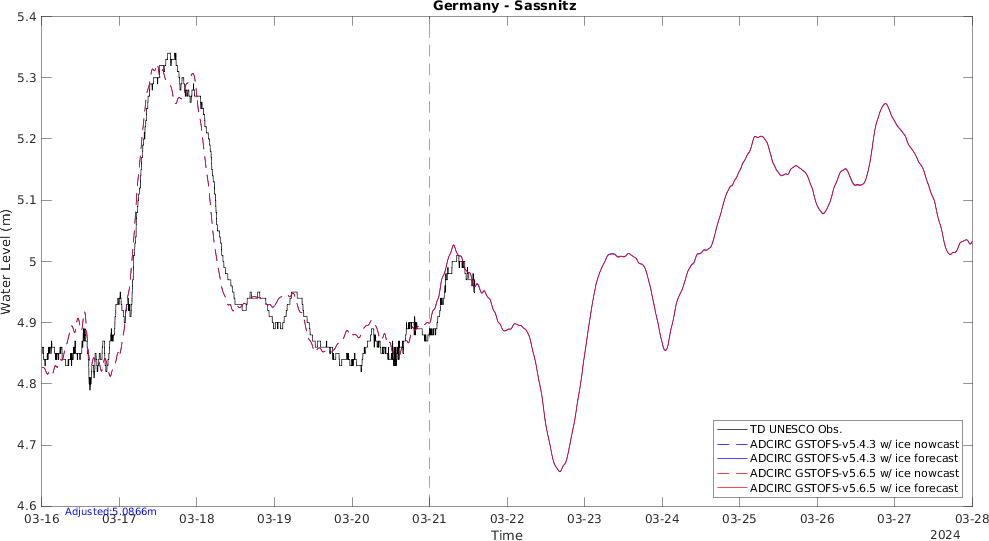 Germany - Sassnitz
5.4
5.3
5.2
5.1
5
4.9
4.8
4.7
4.6
Water Level (m)
TD UNESCO Obs.
ADCIRC GSTOFS-v5.4.3 w/ ice nowcast
ADCIRC GSTOFS-v5.4.3 w/ ice forecast
ADCIRC GSTOFS-v5.6.5 w/ ice nowcast
ADCIRC GSTOFS-v5.6.5 w/ ice forecast
Adjusted:5.0866m
03-16 03-17 03-18 03-19 03-20 03-21 03-22 03-23 03-24 03-25 03-26 03-27 03-28
Time
2024